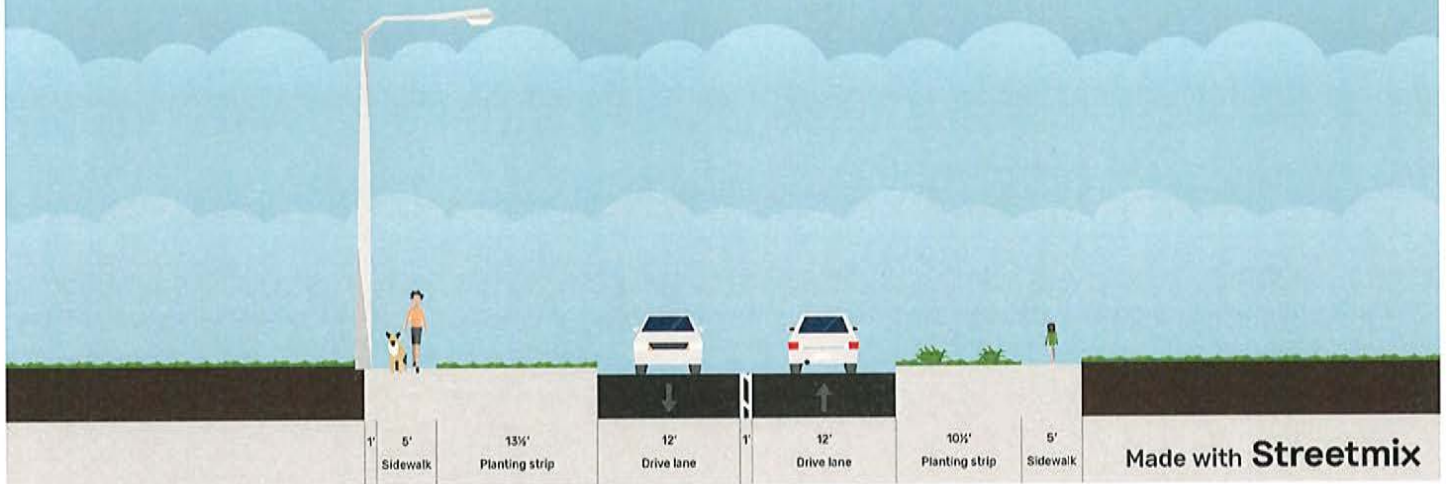 1'
5'
Sidewalk
13½'
Planting strip
12'
Drive lane
1'
12'
Drive lane
10½'
Planting strip
5'
Sidewalk
Made with Streetmix